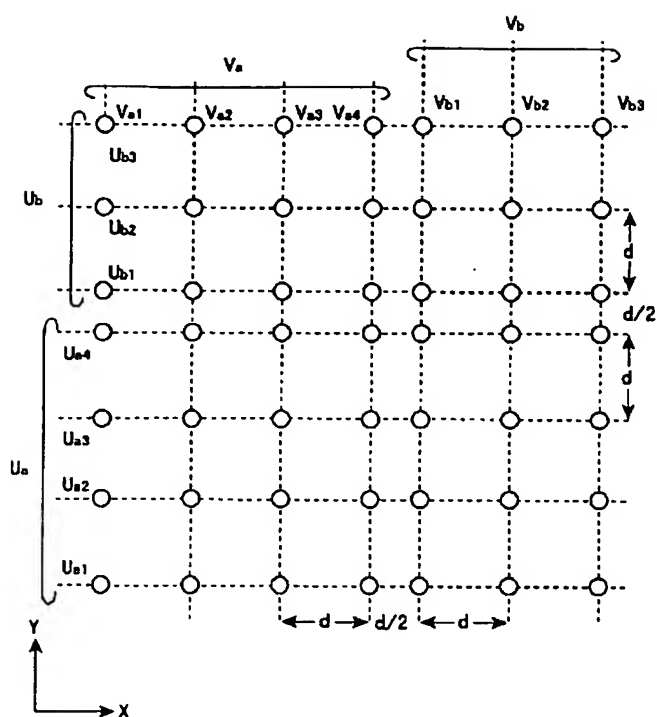 Va
Vb
Va1 Va2 Va3 Va4 Vb1 Vb2 Vb3
Ub3
Ub
Ub2
d
Ub1
d/2
Ua4
d
Ua3
Ua
Ua2
Ua1
d d/2 d
Y
X